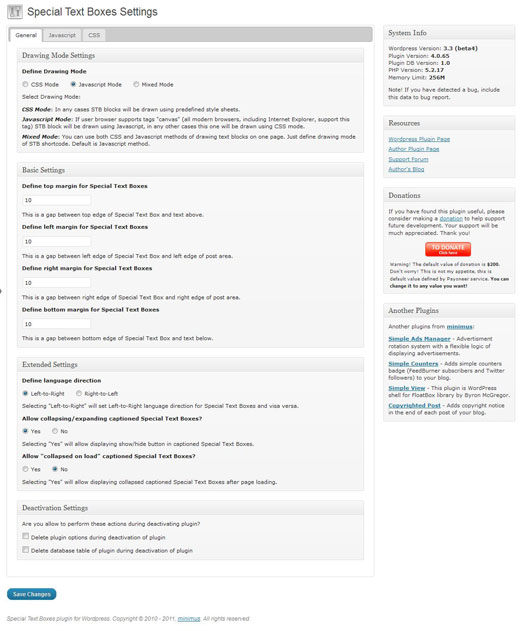 Special Text Boxes Settings
General
Javascript
CSS
Drawing Mode Settings
Define Drawing Mode
CSS Mode
Javascript Mode
Mixed Mode
Select Drawing Mode:
CSS Mode: In any cases STB blocks will be drawing using predefined style sheets.
Javascript Mode: If user browser supports tags "canvas" (all modern browsers, including Internet Explorer, support this
tag) STB block will be drawing using Javascript, in any other cases this one will be drawing using CSS mode.
Mixed Mode: You can use both CSS and Javascript methods of drawing text blocks on one page. Just define drawing mode
of STB shortcode. Default is Javascript method.
Basic Settings
Define top margin for Special Text Boxes
10
This is a gap between top edge of Special Text Box and text above.
Define left margin for Special Text Boxes
10
This is a gap between left edge of Special Text Box and left edge of post area.
Define right margin for Special Text Boxes
10
This is a gap between right edge of Special Text Box and right edge of post area.
Define bottom margin for Special Text Boxes
10
This is a gap between bottom edge of Special Text Box and text below.
Extended Settings
Define language direction
Left-to-Right
Right-to-Left
Selecting "Left-to-Right" will set Left-to-Right language direction for Special Text Boxes and visa versa.
Allow collapsing/expanding captioned Special Text Boxes?
Yes
No
Selecting "Yes" will allow displaying show/hide button in captioned Special Text Boxes.
Allow "collapsed on load" captioned Special Text Boxes?
Yes
No
Selecting "Yes" will allow displaying collapsed captioned Special Text Boxes after page loading.
Deactivation Settings
Are you allow to perform these actions during deactivating plugin?
Delete plugin options during deactivation of plugin
Delete database table of plugin during deactivation of plugin
Save Changes
Special Text Boxes plugin for Wordpress. Copyright © 2010 - 2011, minimus. All rights reserved.
System Info
Wordpress Version: 3.3 (beta4)
Plugin Version: 4.0.65
Plugin DB Version: 1.0
PHP Version: 5.2.17
Memory Limit: 256M
Note! If you have detected a bug, include
this data to bug report.
Resources
Wordpress Plugin Page
Author Plugin Page
Support Forum
Author's Blog
Donations
If you have found this plugin useful, please
consider making a donation to help support
future development. Your support will be
much appreciated. Thank you!
TO DONATE
Click here
Warning! The default value of donation is $200.
Don't worry! This is not my appetite, this is
default value defined by Payoneer service. You can
change it to any value you want!
Another Plugins
Another plugins from minimus:
Simple Ads Manager - Advertisment
rotation system with a flexible logic of
displaying advertisements.
Simple Counters - Adds simple counters
badge (FeedBurner subscribers and Twitter
followers) to your blog.
Simple View - This plugin is WordPress
shell for FloatBox library by Byron McGregor.
Copyrighted Post - Adds copyright notice
in the end of each post of your blog.